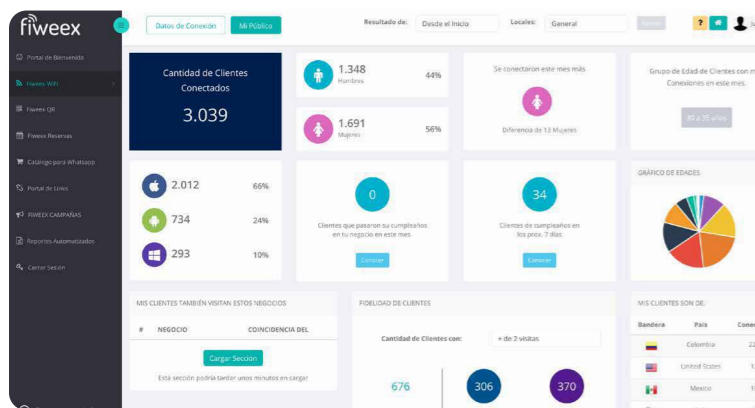 fiweex
Datos de Conexión
Mi Público
Resultado de:
Desde el Inicio
Locales:
General
?
Portal de Bienvenida
Fiweex WiFi
Fiweex QR
Fiweex Reservas
Catálogo para Whatsapp
Portal de Links
FIWEEX CAMPAÑAS
Reportes Automatizados
Cerrar Sesión
Cantidad de Clientes
Conectados
3.039
1.348
Hombres
44%
1.691
Mujeres
56%
Se conectaron este mes más
Diferencia de 13 Mujeres
Grupo de Edad de Clientes con m
Conexiones en este mes.
30 a 35 años
2.012
66%
734
24%
293
10%
0
Clientes que pasaron su cumpleaños
en tu negocio en este mes
Conocer
34
Clientes de cumpleaños en
los próx. 7 días
Conocer
GRÁFICO DE EDADES
MIS CLIENTES TAMBIÉN VISITAN ESTOS NEGOCIOS
# NEGOCIO COINCIDENCIA DEL
Cargar Sección
Está sección podría tardar unos minutos en cargar
FIDELIDAD DE CLIENTES
Cantidad de Clientes con:
+ de 2 visitas
676
306
370
MIS CLIENTES SON DE:
Bandera País Conec
Colombia 22
United States 1
Mexico 10